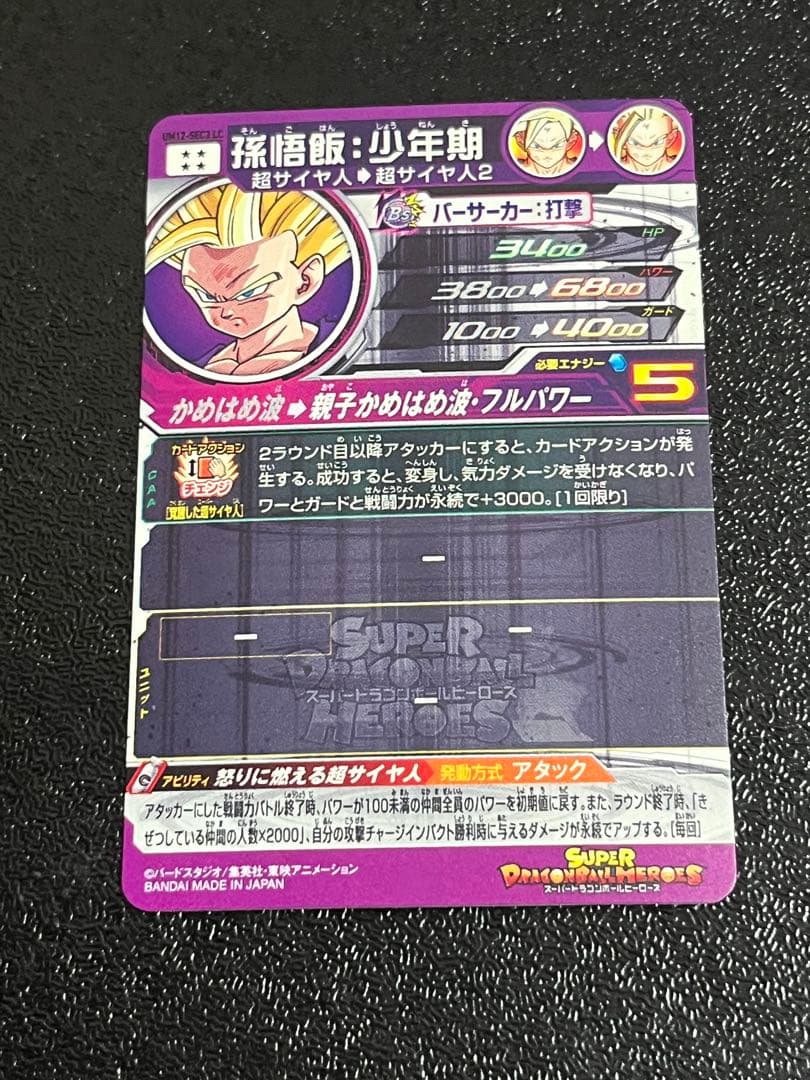 UM12-SEC3 LC
孫悟飯:少年期
超サイヤ人➡超サイヤ人2
Bs バーサーカー:打撃
HP
3400
パワー
3800➡6800
ガード
1000➡4000
必要エナジー 5
かめはめ波➡親子かめはめ波・フルパワー
CAA
カードアクション
チェンジ
[覚醒した超サイヤ人]
2ラウンド目以降アタッカーにすると、カードアクションが発
生する。成功すると、変身し、気力ダメージを受けなくなり、パ
ワーとガードと戦闘力が永続で+3000。[1回限り]
-
ユニット
- -
-
SUPER
DRAGONBALL
スーパードラゴンボールヒーローズ
HEROES
アビリティ 怒りに燃える超サイヤ人 発動方式 アタック
アタッカーにした戦闘力バトル終了時、パワーが100未満の仲間全員のパワーを初期値に戻す。また、ラウンド終了時、「き
ぜつしている仲間の人数×2000」、自分の攻撃チャージインパクト勝利時に与えるダメージが永続でアップする。[毎回]
©バードスタジオ/集英社・東映アニメーション
BANDAI MADE IN JAPAN
SUPER
DRAGONBALL HEROES
スーパードラゴンボールヒーローズ